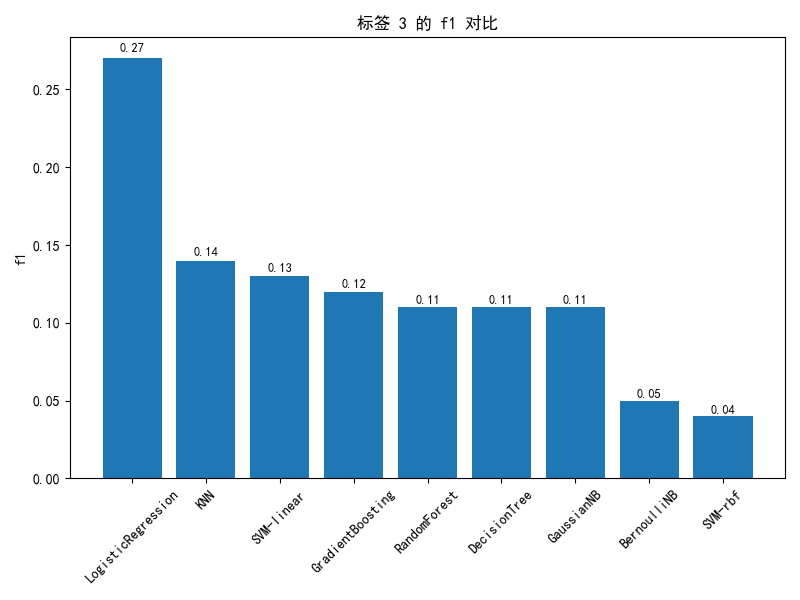 标签 3 的 f1 对比
f1
0.25
0.20
0.15
0.10
0.05
0.00
0.27
0.14
0.13
0.12
0.11
0.11
0.11
0.05
0.04
LogisticRegression
KNN
SVM-linear
GradientBoosting
RandomForest
DecisionTree
GaussianNB
BernoulliNB
SVM-rbf